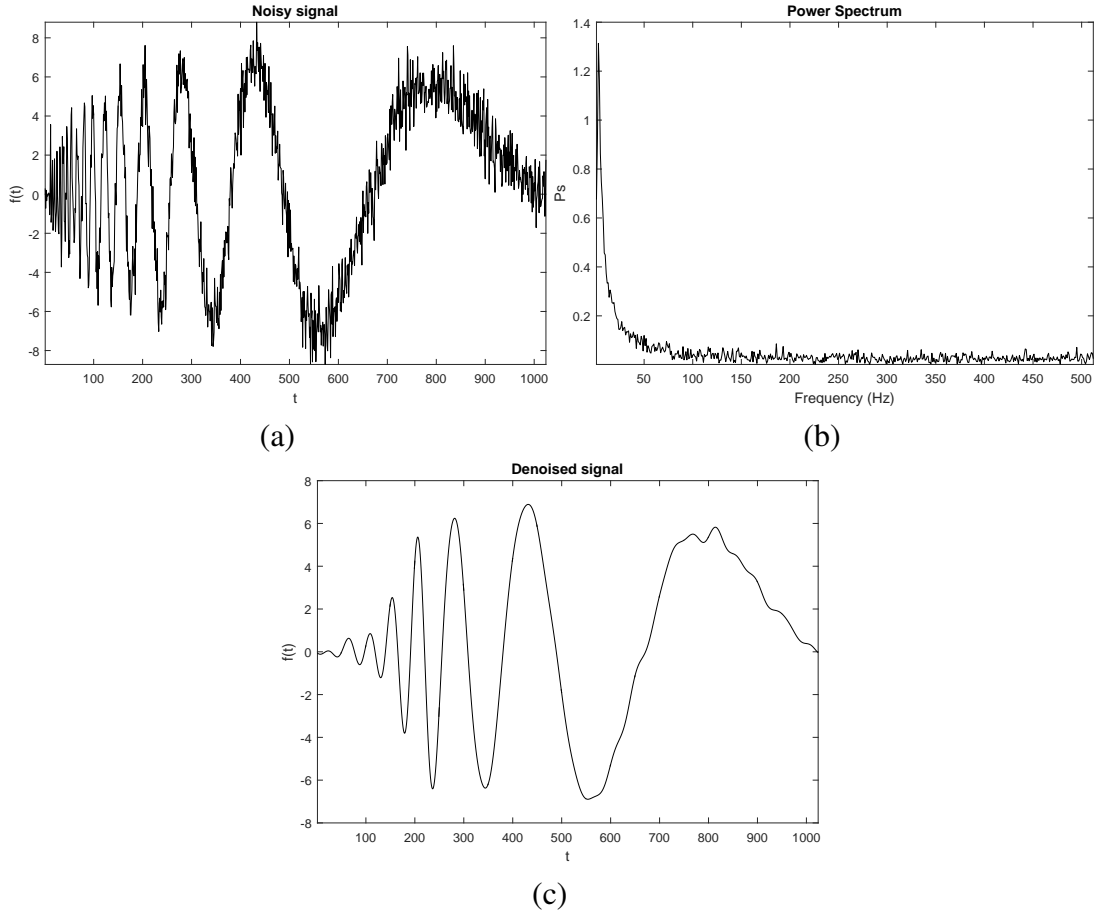 Noisy signal
8
6
4
2
0
-2
-4
-6
-8
f(t)
100 200 300 400 500 600 700 800 900 1000
t
(a)
Power Spectrum
1.4
1.2
1
0.8
0.6
0.4
0.2
Ps
50 100 150 200 250 300 350 400 450 500
Frequency (Hz)
(b)
Denoised signal
8
6
4
2
0
-2
-4
-6
-8
f(t)
100 200 300 400 500 600 700 800 900 1000
t
(c)